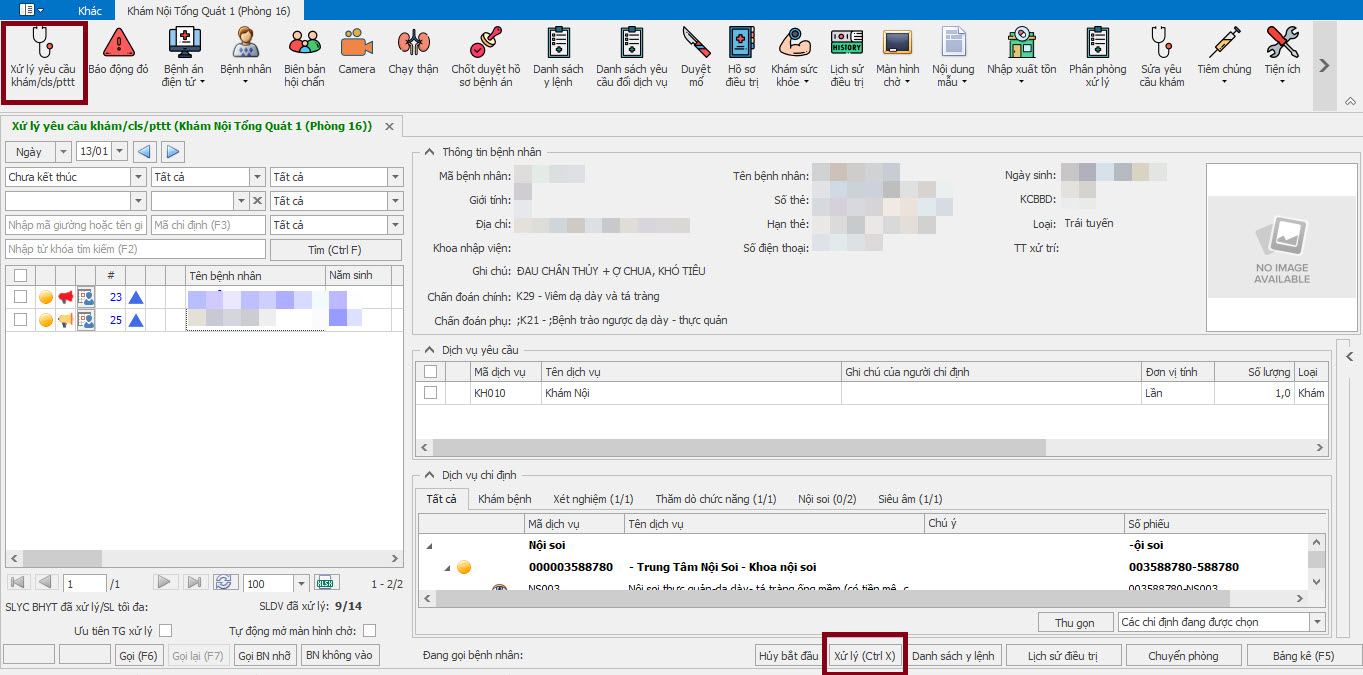 Khác
Khám Nội Tổng Quát 1 (Phòng 16)
Xử lý yêu cầu khám/cls/pttt
Báo động đỏ
Bệnh án điện tử
Bệnh nhân
Biên bản hội chẩn
Camera
Chạy thận
Chốt duyệt hồ sơ bệnh án
Danh sách y lệnh
Danh sách yêu cầu đổi dịch vụ
Duyệt mổ
Hồ sơ điều trị
Khám sức khỏe
HISTORY
Lịch sử điều trị
Màn hình chờ
Nội dung mẫu
Nhập xuất tồn
Phân phòng xử lý
Sửa yêu cầu khám
Tiêm chủng
Tiện ích
Xử lý yêu cầu khám/cls/pttt (Khám Nội Tổng Quát 1 (Phòng 16))
Ngày
13/01
Chưa kết thúc
Tất cả
Tất cả
Tất cả
Nhập mã giường hoặc tên gi
Mã chỉ định (F3)
Tất cả
Nhập từ khóa tìm kiếm (F2)
Tìm (Ctrl F)
# Tên bệnh nhân Năm sinh
23
25
1 /1 100 XLSX 1 - 2/2
SLYC BHYT đã xử lý/SL tối đa:
SLDV đã xử lý: 9/14
Ưu tiên TG xử lý
Tự động mở màn hình chờ:
Gọi (F6)
Gọi lại (F7)
Gọi BN nhỡ
BN không vào
Thông tin bệnh nhân
Mã bệnh nhân:
Tên bệnh nhân:
Ngày sinh:
Giới tính:
Số thẻ:
KCBBD:
Địa chỉ:
Hạn thẻ:
Loại: Trái tuyến
Khoa nhập viện:
Số điện thoại:
TT xử trí:
Ghi chú: ĐAU CHẤN THỦY + Ợ CHUA, KHÓ TIÊU
Chẩn đoán chính: K29 - Viêm dạ dày và tá tràng
Chẩn đoán phụ: ;K21 - ;Bệnh trào ngược dạ dày - thực quản
NO IMAGE
AVAILABLE
Dịch vụ yêu cầu
Mã dịch vụ Tên dịch vụ Ghi chú của người chỉ định Đơn vị tính Số lượng Loại
KH010 Khám Nội Lần 1,0 Khám
Dịch vụ chỉ định
Tất cả Khám bệnh Xét nghiệm (1/1) Thăm dò chức năng (1/1) Nội soi (0/2) Siêu âm (1/1)
Mã dịch vụ Tên dịch vụ Chú ý Số phiếu
Nội soi -ội soi
000003588780 - Trung Tâm Nội Soi - Khoa nội soi 003588780-588780
NS003 Nội soi thực quản-dạ dày- tá tràng ống mềm (có tiền mê, c 003588780-NS003
Thu gọn
Các chỉ định đang được chọn
Đang gọi bệnh nhân:
Hủy bắt đầu
Xử lý (Ctrl X)
Danh sách y lệnh
Lịch sử điều trị
Chuyển phòng
Bảng kê (F5)